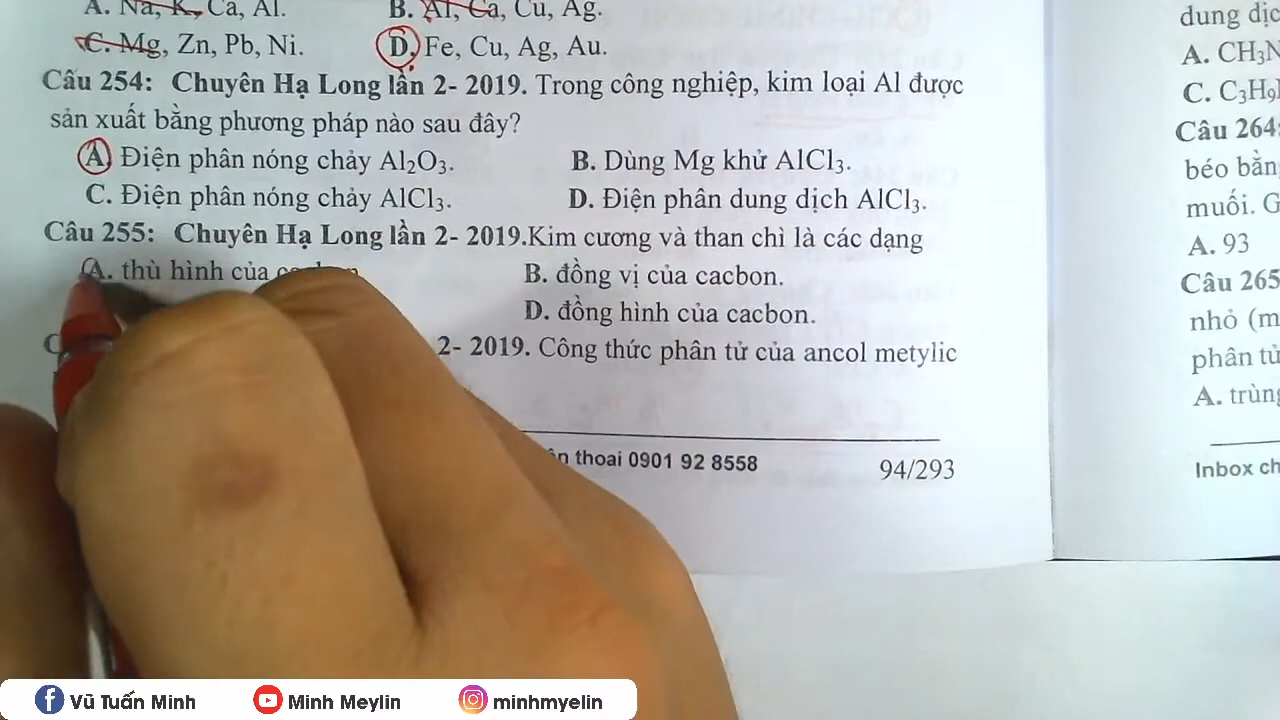 A. Na, K, Ca, Al.
B. Al, Ca, Cu, Ag.
C. Mg, Zn, Pb, Ni.
D. Fe, Cu, Ag, Au.
Câu 254: Chuyên Hạ Long lần 2- 2019. Trong công nghiệp, kim loại Al được
sản xuất bằng phương pháp nào sau đây?
A. Điện phân nóng chảy Al₂O₃.
B. Dùng Mg khử AlCl₃.
C. Điện phân nóng chảy AlCl₃.
D. Điện phân dung dịch AlCl₃.
Câu 255: Chuyên Hạ Long lần 2- 2019.Kim cương và than chì là các dạng
A. thù hình của
B. đồng vị của cacbon.
D. đồng hình của cacbon.
2- 2019. Công thức phân tử của ancol metylic
thoai 0901 92 8558
94/293
dung
A. CH₃N
C. C₃H₉
Câu 264:
béo
muối.
A. 93
Câu 265
nhỏ (m
phân tử
A.
Inbox
Vũ Tuấn Minh
Minh Meylin
minhmyelin